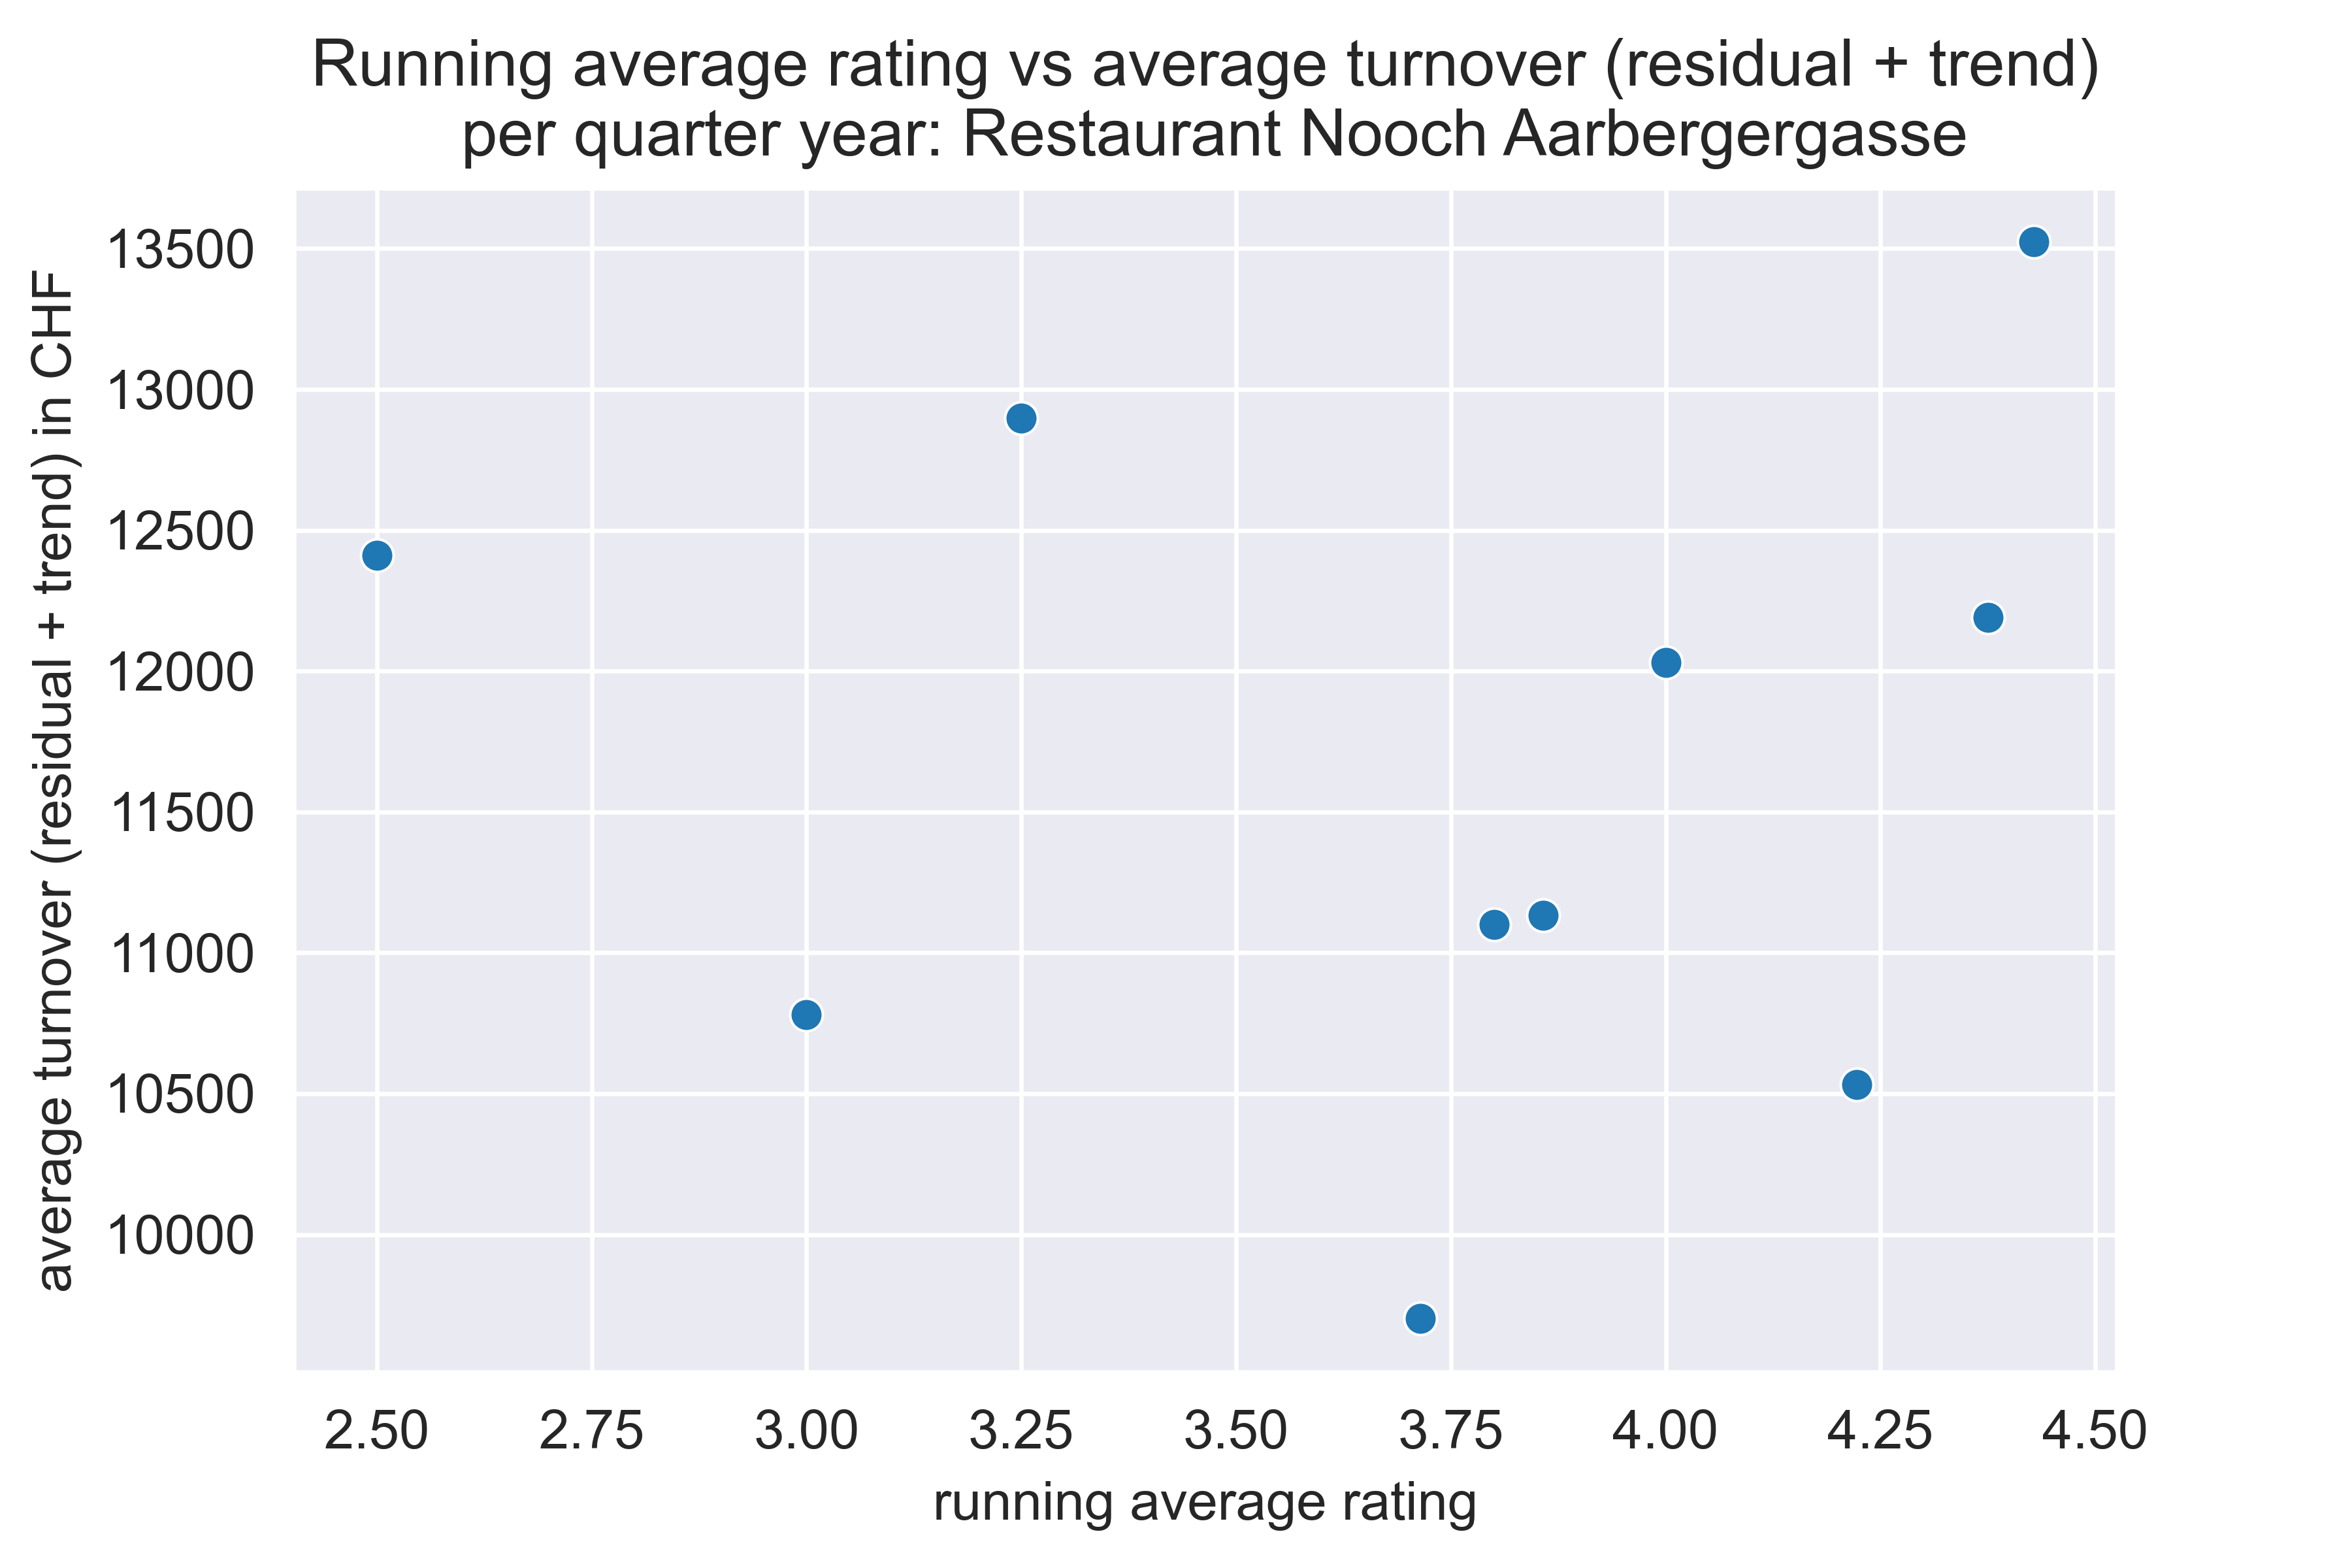 Running average rating vs average turnover (residual + trend)
per quarter year: Restaurant Nooch Aarbergergasse
average turnover (residual + trend) in CHF
13500
13000
12500
12000
11500
11000
10500
10000
2.50 2.75 3.00 3.25 3.50 3.75 4.00 4.25 4.50
running average rating